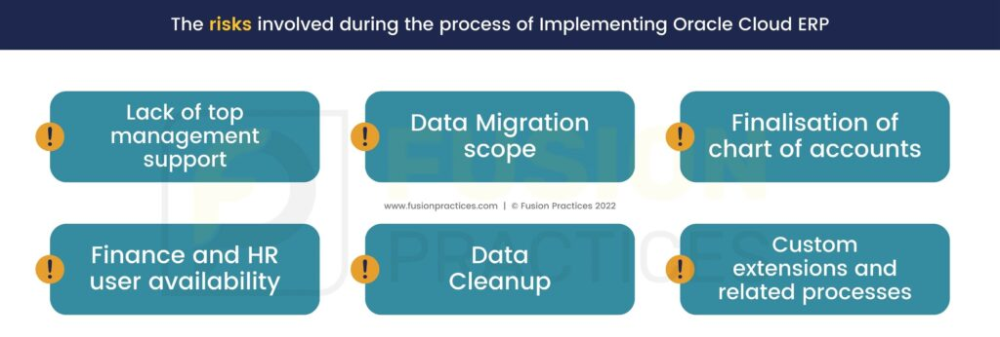 The risks involved during the process of Implementing Oracle Cloud ERP
Lack of top
management
support
Data Migration
scope
Finalisation of
chart of accounts
FUSION
PRACTICES
www.fusionpractices.com | © Fusion Practices 2022
Finance and HR
user availability
Data
Cleanup
Custom
extensions and
related processes